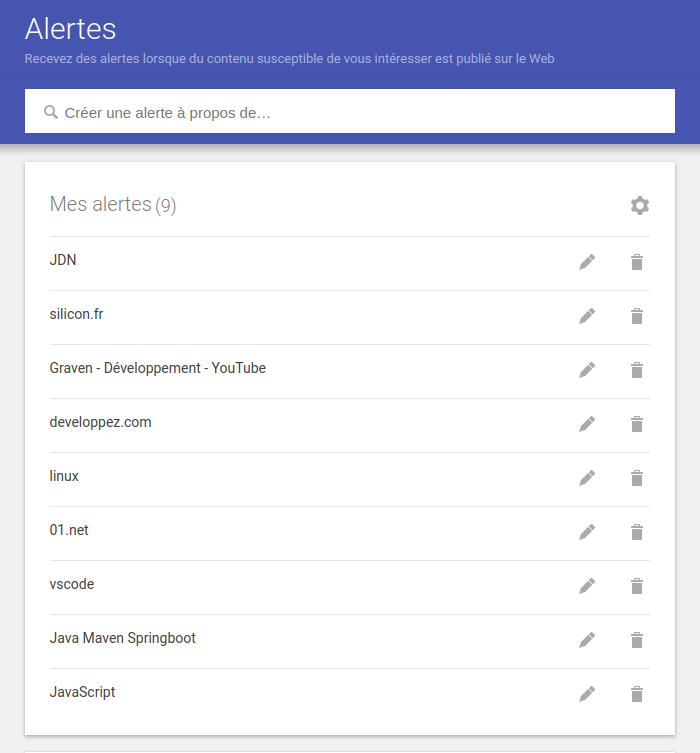 Alertes
Recevez des alertes lorsque du contenu susceptible de vous intéresser est publié sur le Web
Créer une alerte à propos de…
Mes alertes (9)
JDN
silicon.fr
Graven - Développement - YouTube
developpez.com
linux
01.net
vscode
Java Maven Springboot
JavaScript